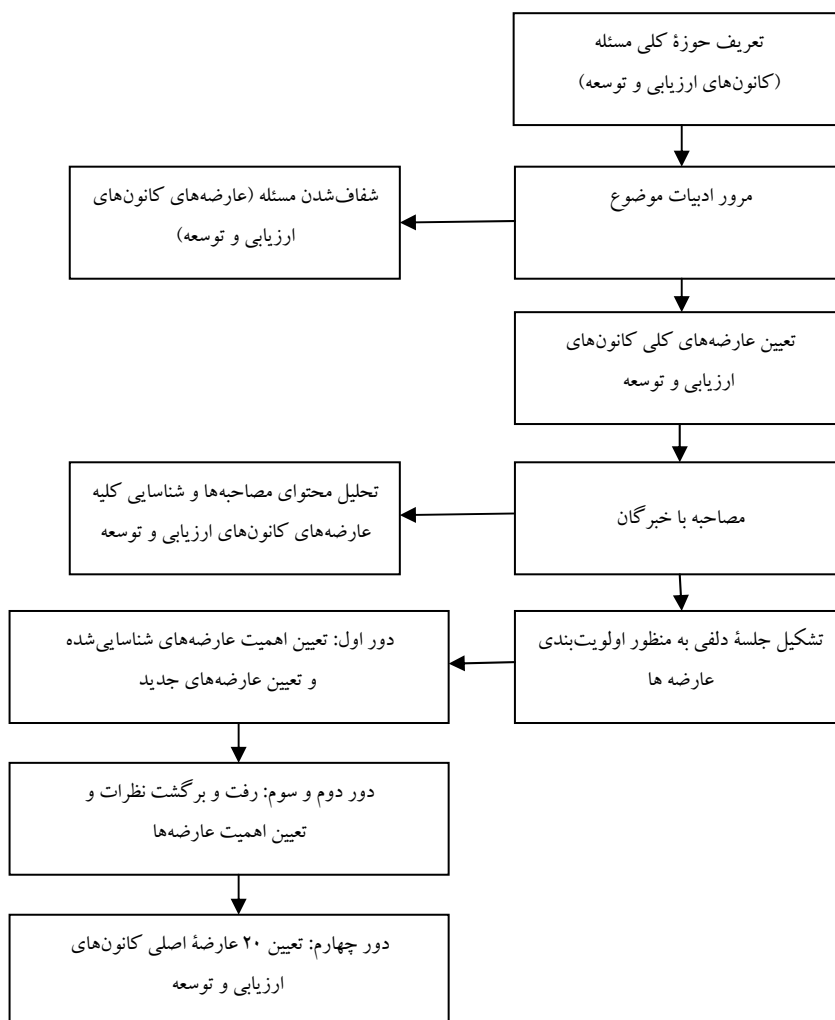 تعریف حوزۀ کلی مسئله
(کانون‌های ارزیابی و توسعه)
مرور ادبیات موضوع
شفاف‌شدن مسئله (عارضه‌های کانون‌های
ارزیابی و توسعه)
تعیین عارضه‌های کلی کانون‌های
ارزیابی و توسعه
مصاحبه با خبرگان
تحلیل محتوای مصاحبه‌ها و شناسایی کلیه
عارضه‌های کانون‌های ارزیابی و توسعه
تشکیل جلسۀ دلفی به منظور اولویت‌بندی
عارضه ها
دور اول: تعیین اهمیت عارضه‌های شناسایی‌شده
و تعیین عارضه‌های جدید
دور دوم و سوم: رفت و برگشت نظرات و
تعیین اهمیت عارضه‌ها
دور چهارم: تعیین ۲۰ عارضۀ اصلی کانون‌های
ارزیابی و توسعه